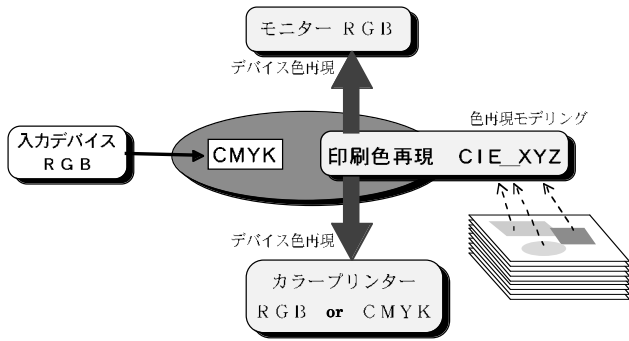 モニター ＲＧＢ
デバイス色再現
色再現モデリング
入力デバイス
ＲＧＢ
CMYK
印刷色再現　ＣＩＥ＿XYZ
デバイス色再現
カラープリンター
ＲＧＢ or ＣＭＹＫ